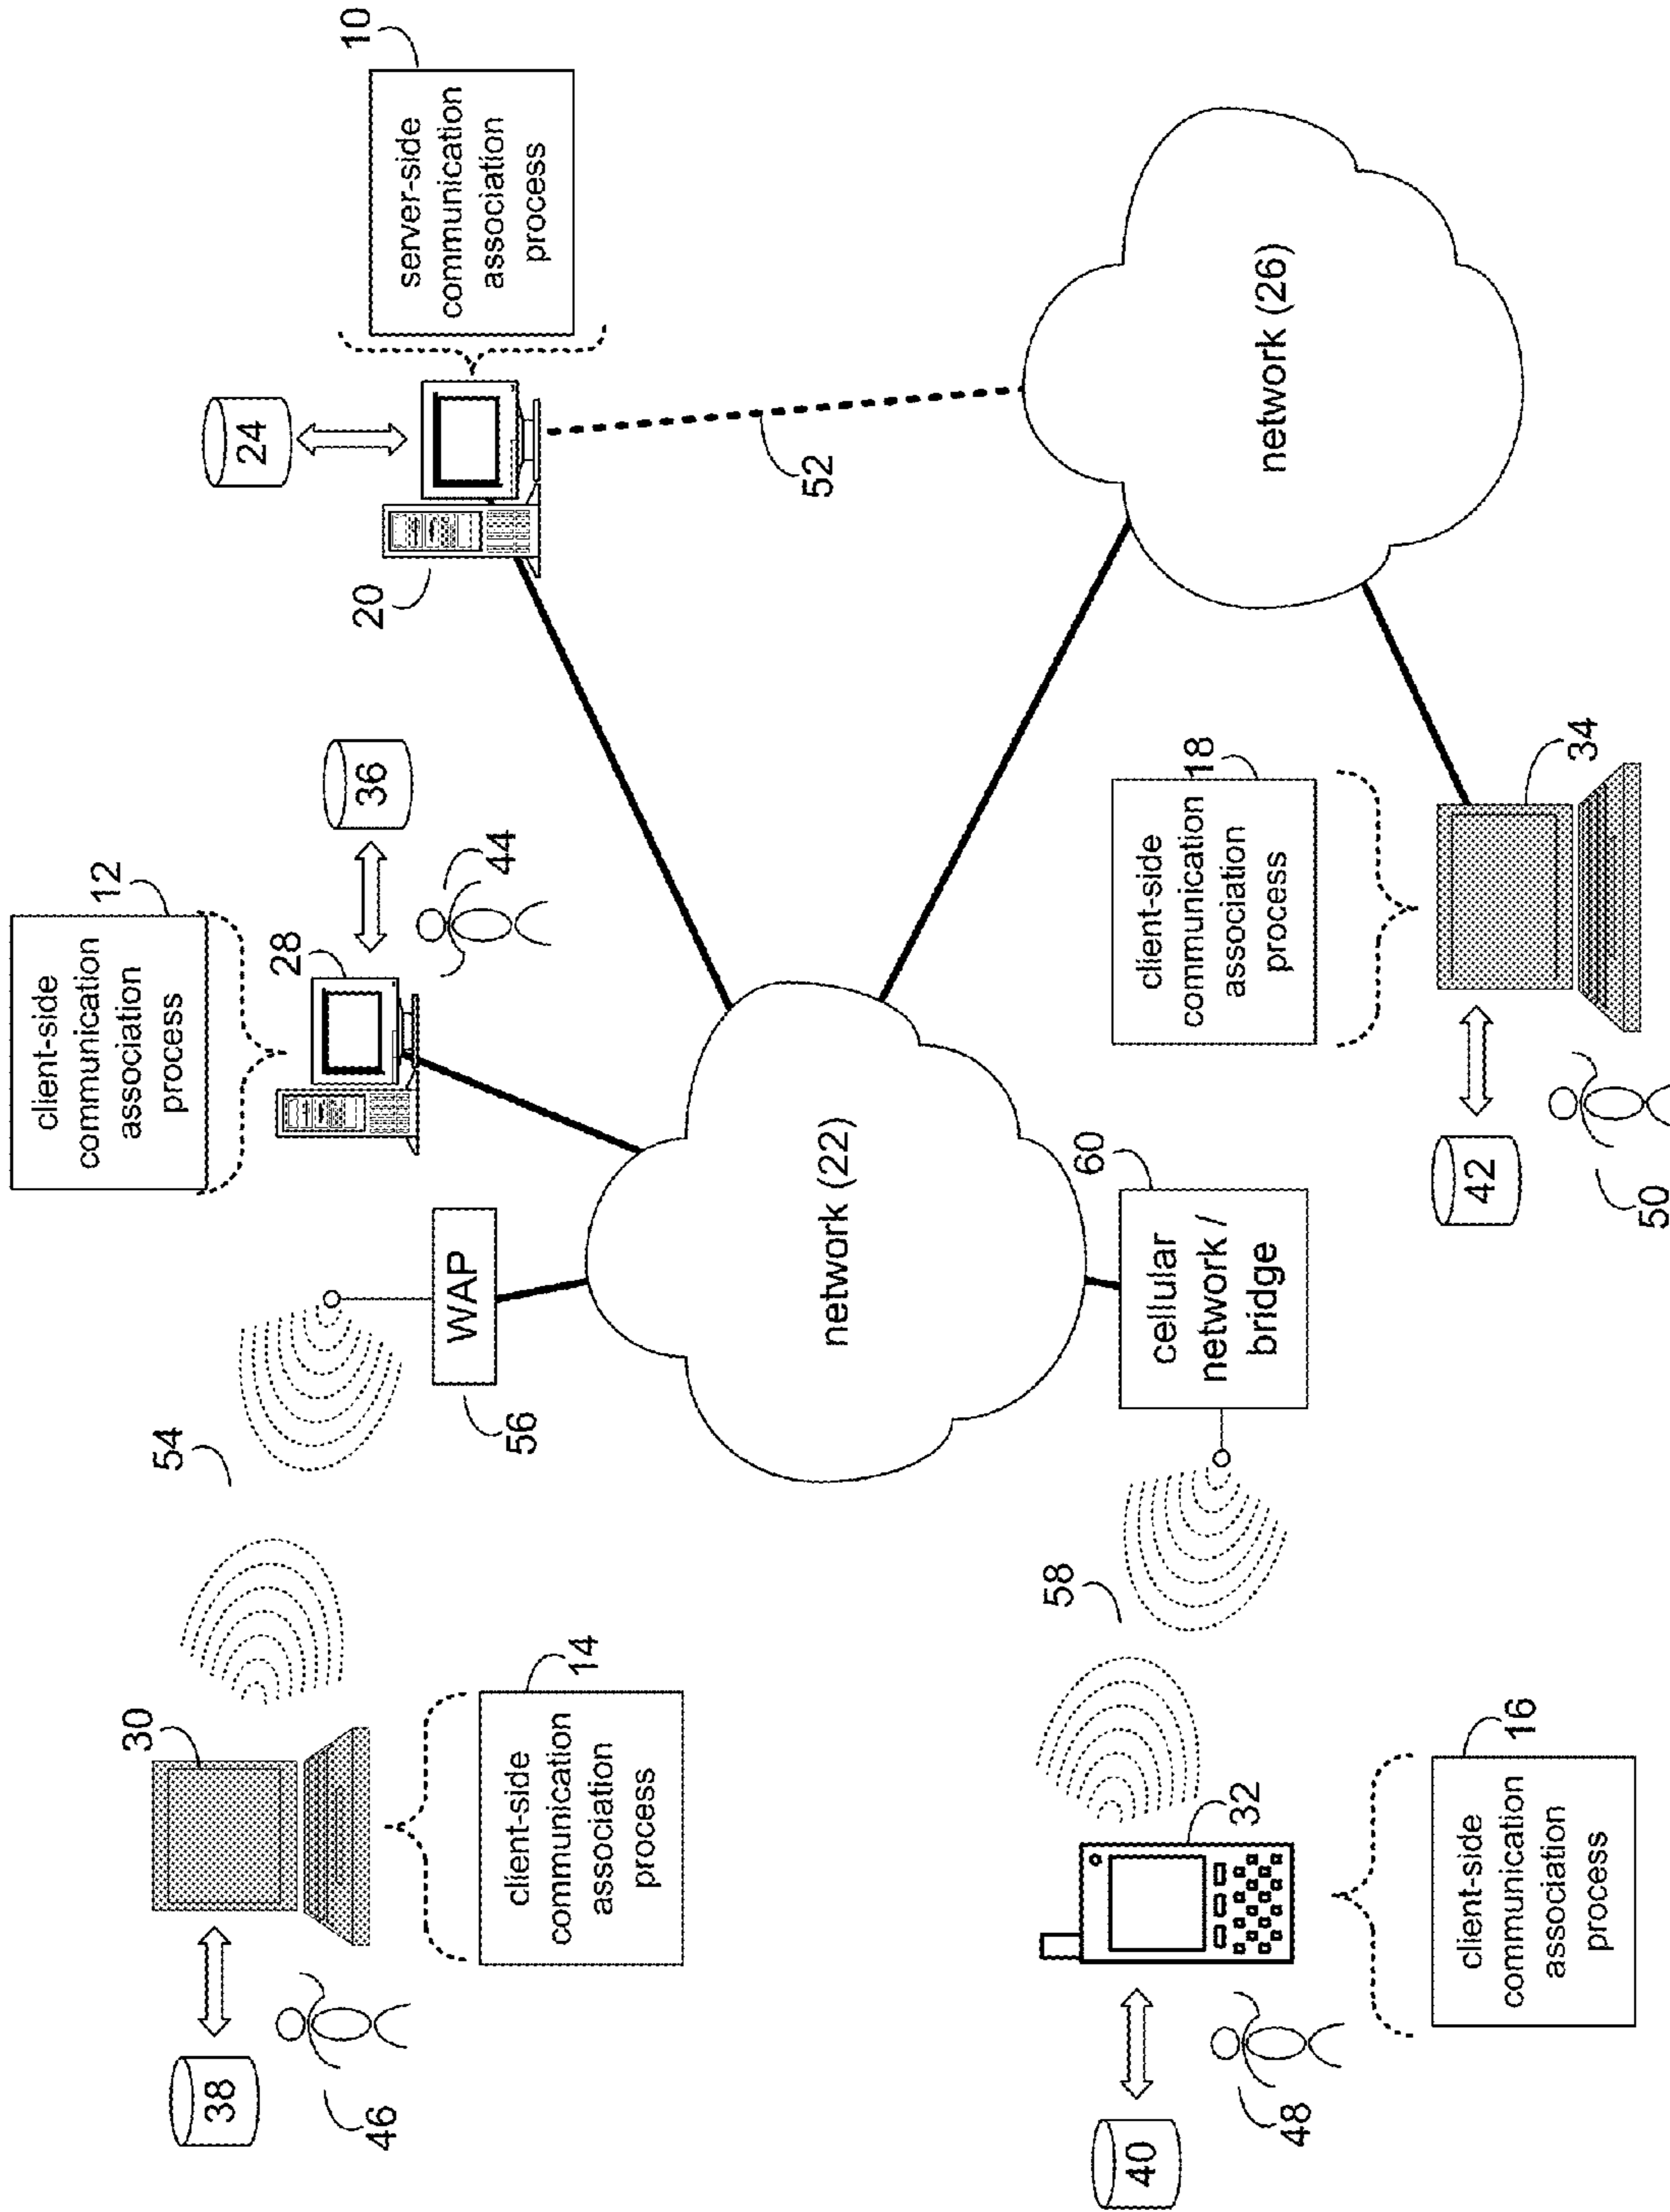 38
46
30
client-side
communication
association
process
14
54
WAP
56
client-side
communication
association
process
12
28
36
44
24
20
server-side
communication
association
process
10
52
network (22)
network (26)
40
48
32
client-side
communication
association
process
16
58
cellular
network /
bridge
60
42
50
client-side
communication
association
process
18
34